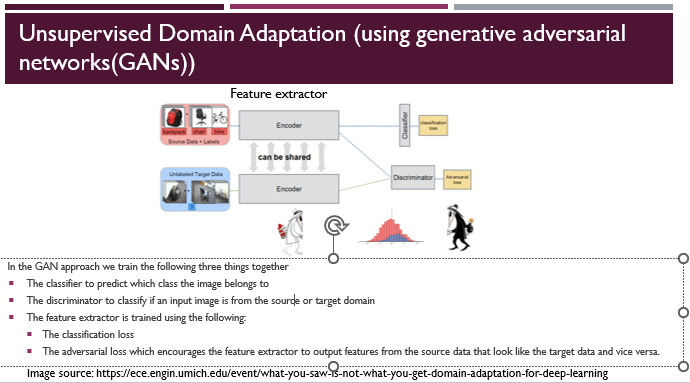 Unsupervised Domain Adaptation (using generative adversarial
networks(GANs))
Feature extractor
backpack chair bike
Source Data + Labels
Encoder
Classifier
classification
loss
can be shared
Unlabeled Target Data
?
Encoder
Discriminator
Adversarial
loss
In the GAN approach we train the following three things together
The classifier to predict which class the image belongs to
The discriminator to classify if an input image is from the source or target domain
The feature extractor is trained using the following:
The classification loss
The adversarial loss which encourages the feature extractor to output features from the source data that look like the target data and vice versa.
Image source: https://ece.engin.umich.edu/event/what-you-saw-is-not-what-you-get-domain-adaptation-for-deep-learning